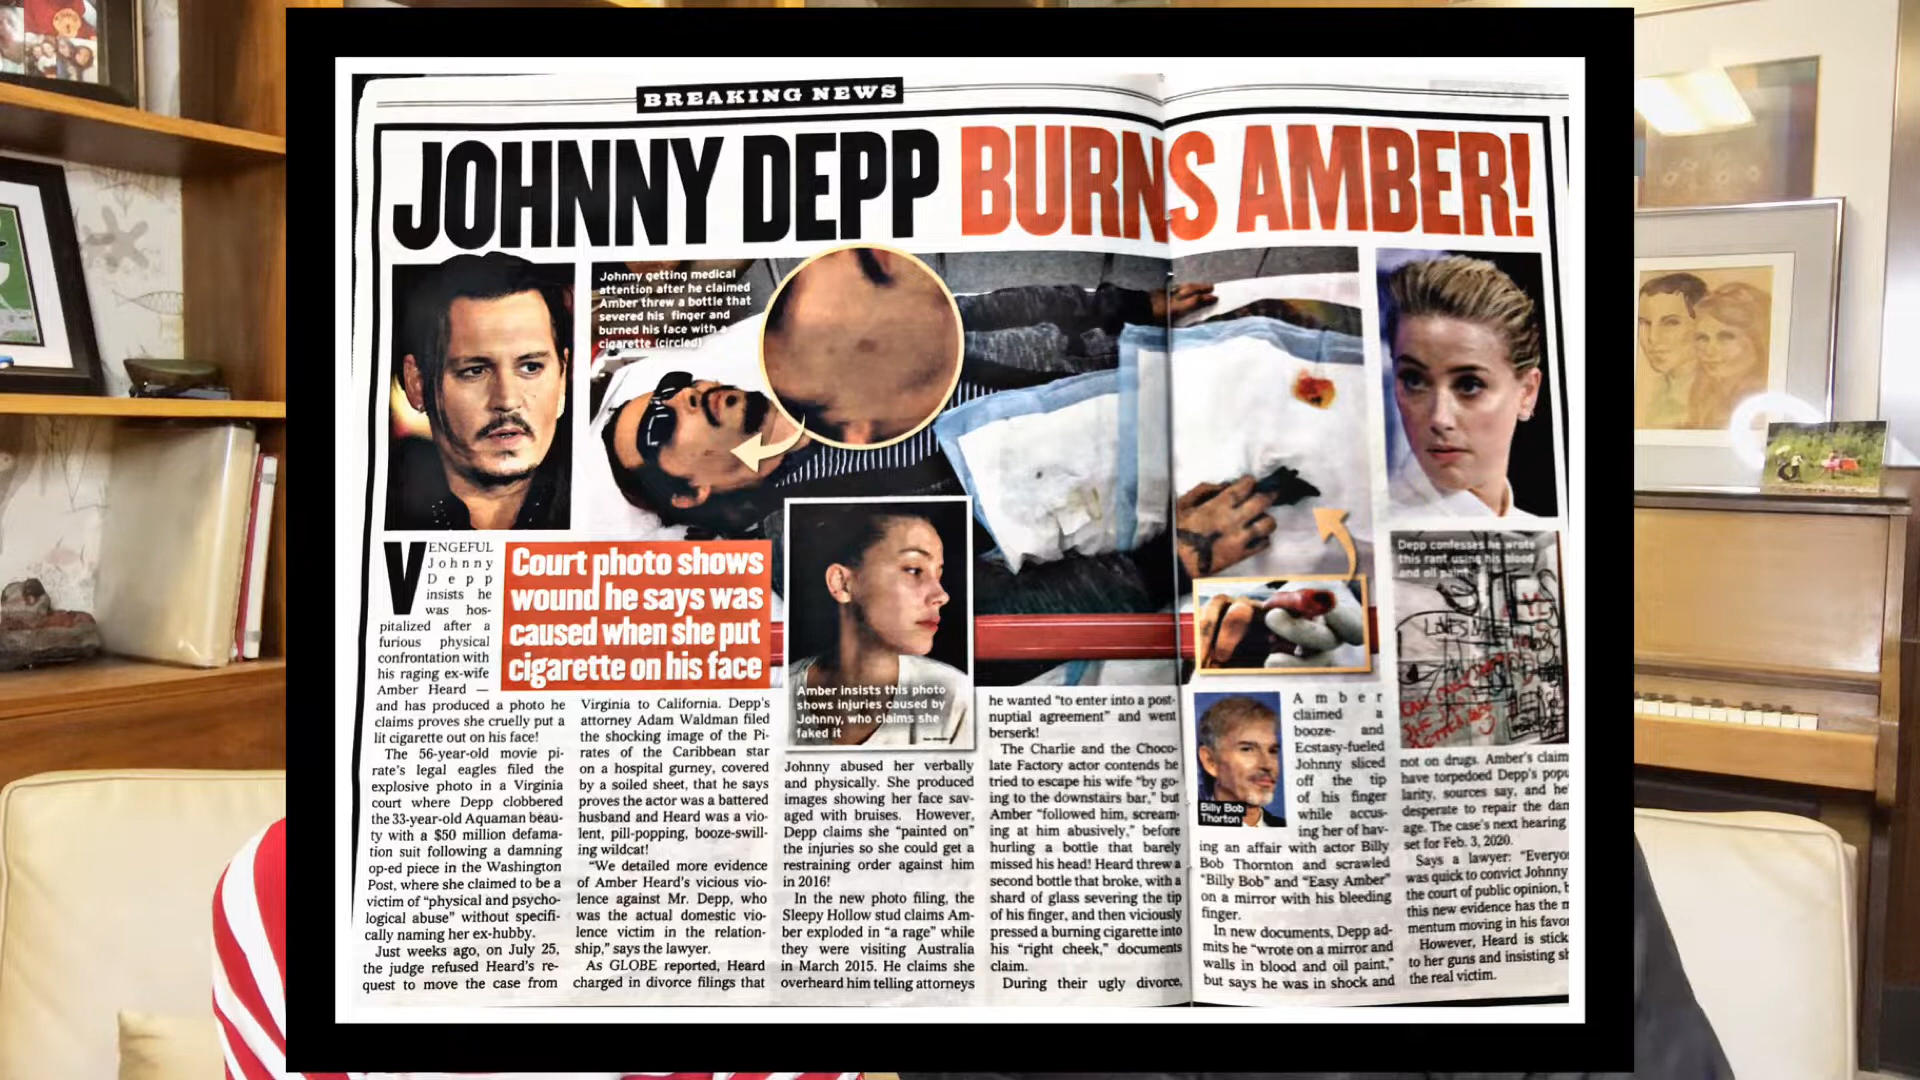 BREAKING NEWS
JOHNNY DEPP BURNS AMBER!
Johnny getting medical
attention after he claimed
Amber threw a bottle that
severed his finger and
burned his face with a
cigarette (circled)
VENGEFUL
Johnny
Depp
insists he
was hos-
pitalized after a
furious physical
confrontation with
his raging ex-wife
Amber Heard —
and has produced a photo he
claims proves she cruelly put a
lit cigarette out on his face!
The 56-year-old movie pi-
rate's legal eagles filed the
explosive photo in a Virginia
court where Depp clobbered
the 33-year-old Aquaman beau-
ty with a $50 million defama-
tion suit following a damning
op-ed piece in the Washington
Post, where she claimed to be a
victim of "physical and psycho-
logical abuse" without specifi-
cally naming her ex-hubby.
Just weeks ago, on July 25,
the judge refused Heard's re-
quest to move the case from
Court photo shows
wound he says was
caused when she put
cigarette on his face
Virginia to California. Depp's
attorney Adam Waldman filed
the shocking image of the Pi-
rates of the Caribbean star
on a hospital gurney, covered
by a soiled sheet, that he says
proves the actor was a battered
husband and Heard was a vio-
lent, pill-popping, booze-swill-
ing wildcat!
"We detailed more evidence
of Amber Heard's vicious vio-
lence against Mr. Depp, who
was the actual domestic vio-
lence victim in the relation-
ship," says the lawyer.
As GLOBE reported, Heard
charged in divorce filings that
Amber insists this photo
shows injuries caused by
Johnny, who claims she
faked it
Johnny abused her verbally
and physically. She produced
images showing her face sav-
aged with bruises. However,
Depp claims she "painted on"
the injuries so she could get a
restraining order against him
in 2016!
In the new photo filing, the
Sleepy Hollow stud claims Am-
ber exploded in "a rage" while
they were visiting Australia
in March 2015. He claims she
overheard him telling attorneys
he wanted "to enter into a post-
nuptial agreement" and went
berserk!
The Charlie and the Choco-
late Factory actor contends he
tried to escape his wife "by go-
ing to the downstairs bar," but
Amber "followed him, scream-
ing at him abusively," before
hurling a bottle that barely
missed his head! Heard threw a
second bottle that broke, with a
shard of glass severing the tip
of his finger, and then viciously
pressed a burning cigarette into
his "right cheek," documents
claim.
During their ugly divorce,
Billy Bob
Thornton
Amber
claimed a
booze- and
Ecstasy-fueled
Johnny sliced
off the tip
of his finger
while accus-
ing her of hav-
ing an affair with actor Billy
Bob Thornton and scrawled
"Billy Bob" and "Easy Amber"
on a mirror with his bleeding
finger.
In new documents, Depp ad-
mits he "wrote on a mirror and
walls in blood and oil paint,"
but says he was in shock and
Depp confesses he wrote
this rant using his blood
and oil paint
not on drugs. Amber's claim
have torpedoed Depp's popu
larity, sources say, and he'
desperate to repair the dam
age. The case's next hearing
set for Feb. 3, 2020.
Says a lawyer: "Everyo
was quick to convict Johnny
the court of public opinion, b
this new evidence has the m
mentum moving in his favo
However, Heard is stick
to her guns and insisting sh
the real victim.